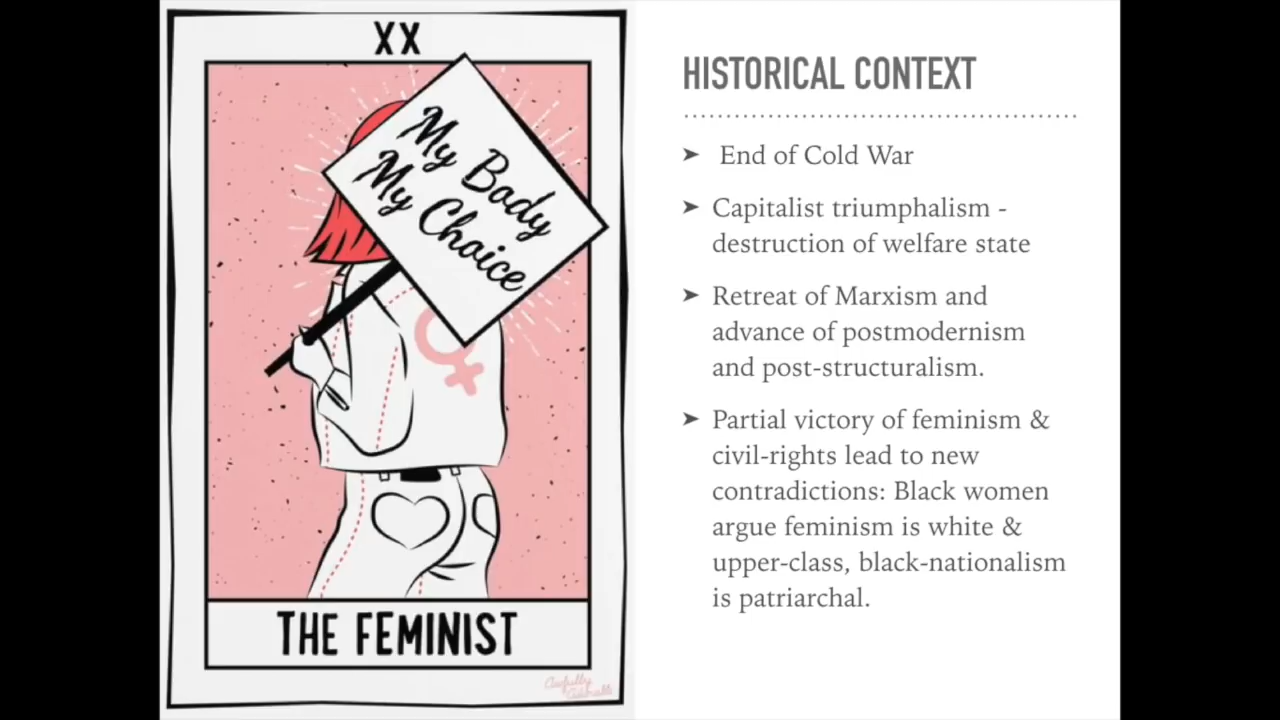 XX
My Body
My Choice
THE FEMINIST
HISTORICAL CONTEXT
➤ End of Cold War
➤ Capitalist triumphalism -
destruction of welfare state
➤ Retreat of Marxism and
advance of postmodernism
and post-structuralism.
➤ Partial victory of feminism &
civil-rights lead to new
contradictions: Black women
argue feminism is white &
upper-class, black-nationalism
is patriarchal.